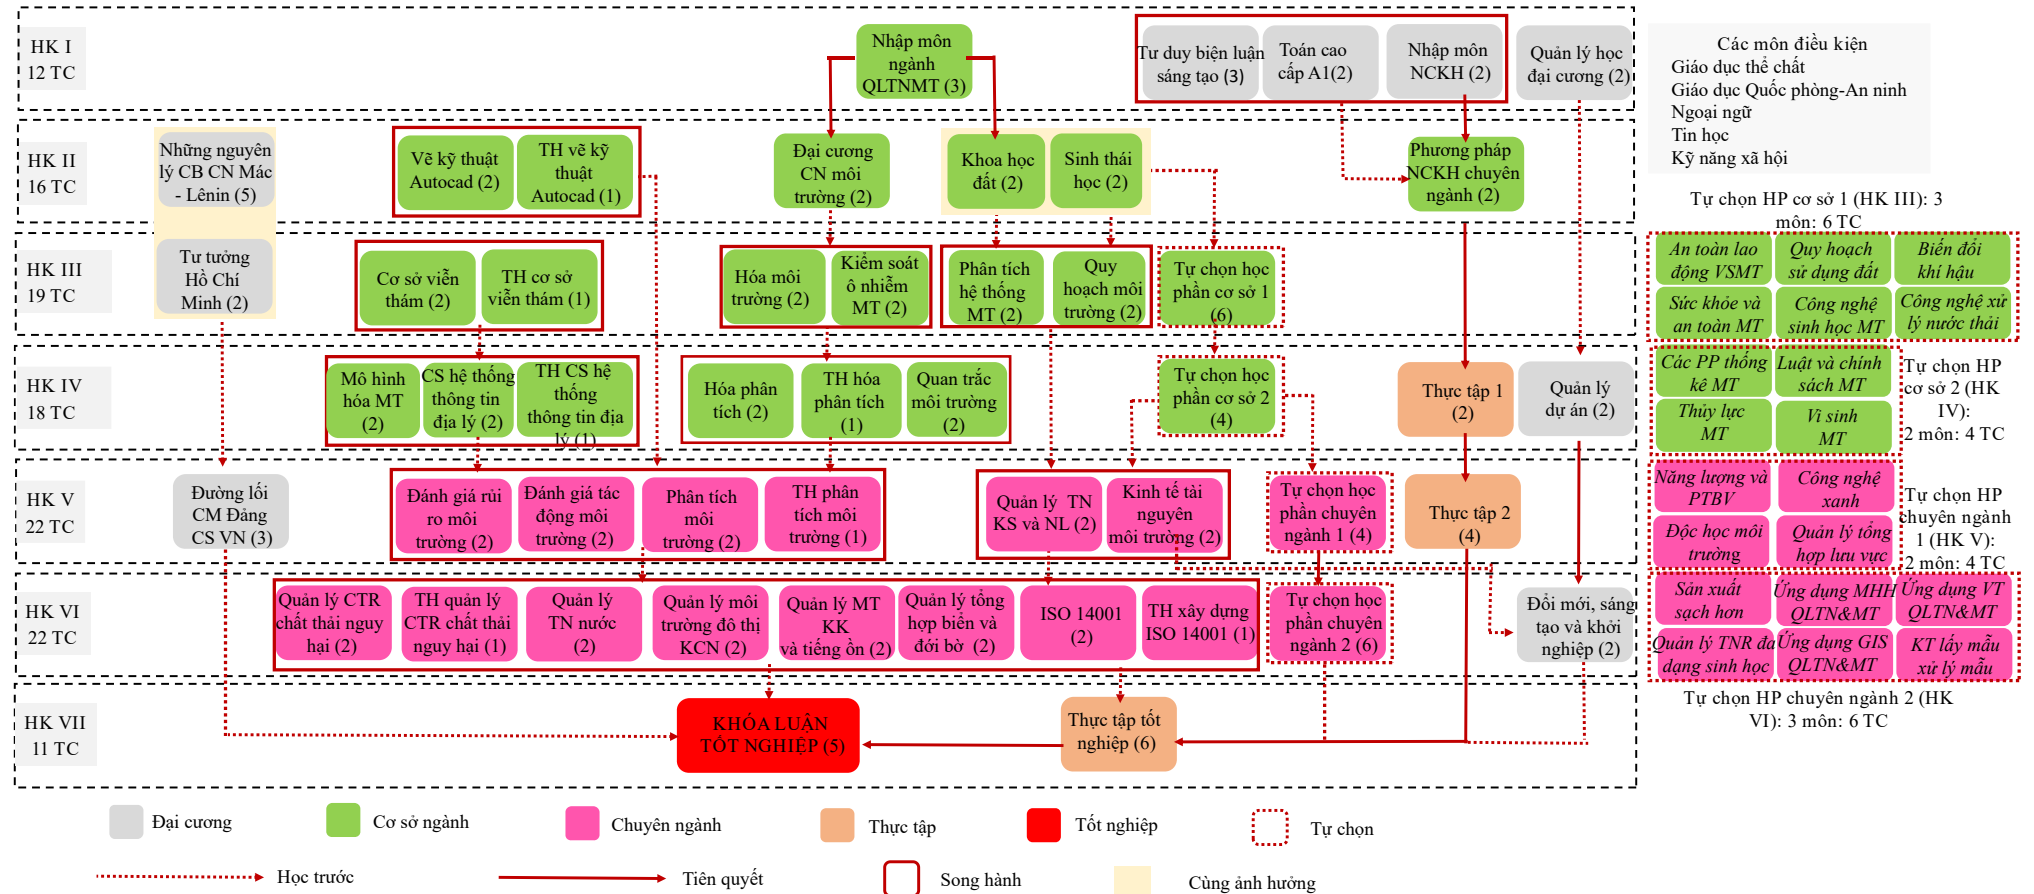 HK I
12 TC
Nhập môn
ngành
QLTNMT (3)
Tư duy biện luận
sáng tạo (3)
Toán cao
cấp A1(2)
Nhập môn
NCKH (2)
Quản lý học
đại cương (2)
Các môn điều kiện
Giáo dục thể chất
Giáo dục Quốc phòng-An ninh
Ngoại ngữ
Tin học
Kỹ năng xã hội
HK II
16 TC
Những nguyên
lý CB CN Mác
- Lênin (5)
Vẽ kỹ thuật
Autocad (2)
TH vẽ kỹ
thuật
Autocad (1)
Đại cương
CN môi
trường (2)
Khoa học
đất (2)
Sinh thái
học (2)
Phương pháp
NCKH chuyên
ngành (2)
Tự chọn HP cơ sở 1 (HK III): 3
môn: 6 TC
HK III
19 TC
Tư tưởng
Hồ Chí
Minh (2)
Cơ sở viễn
thám (2)
TH cơ sở
viễn thám (1)
Hóa môi
trường (2)
Kiểm soát
ô nhiễm
MT (2)
Phân tích
hệ thống
MT (2)
Quy
hoạch môi
trường (2)
Tự chọn học
phần cơ sở 1
(6)
An toàn lao
động VSMT
Quy hoạch
sử dụng đất
Biến đổi
khí hậu
Sức khỏe và
an toàn MT
Công nghệ
sinh học MT
Công nghệ xử
lý nước thải
HK IV
18 TC
Mô hình
hóa MT
(2)
CS hệ thống
thông tin
địa lý (2)
TH CS hệ
thống
thông tin địa
lý (1)
Hóa phân
tích (2)
TH hóa
phân tích
(1)
Quan trắc
môi trường
(2)
Tự chọn học
phần cơ sở 2
(4)
Thực tập 1
(2)
Quản lý
dự án (2)
Các PP thống
kê MT
Luật và chính
sách MT
Thủy lực
MT
Vi sinh
MT
Tự chọn HP
cơ sở 2 (HK
IV):
2 môn: 4 TC
HK V
22 TC
Đường lối
CM Đảng
CS VN (3)
Đánh giá rủi
ro môi
trường (2)
Đánh giá tác
động môi
trường (2)
Phân tích
môi
trường (2)
TH phân
tích môi
trường (1)
Quản lý TN
KS và NL (2)
Kinh tế tài
nguyên
môi trường (2)
Tự chọn học
phần chuyên
ngành 1 (4)
Thực tập 2
(4)
Năng lượng và
PTBV
Công nghệ
xanh
Độc học môi
trường
Quản lý tổng
hợp lưu vực
Tự chọn HP
chuyên ngành
1 (HK V):
2 môn: 4 TC
HK VI
22 TC
Quản lý CTR
chất thải nguy
hại (2)
TH quản lý
CTR chất thải
nguy hại (1)
Quản lý
TN nước
(2)
Quản lý môi
trường đô thị
KCN (2)
Quản lý MT
KK
và tiếng ồn (2)
Quản lý tổng
hợp biển và
đới bờ (2)
ISO 14001
(2)
TH xây dựng
ISO 14001 (1)
Tự chọn học
phần chuyên
ngành 2 (6)
Đổi mới, sáng
tạo và khởi
nghiệp (2)
Sản xuất
sạch hơn
Ứng dụng MHH
QLTN&MT
Ứng dụng VT
QLTN&MT
Quản lý TNR đa
dạng sinh học
Ứng dụng GIS
QLTN&MT
KT lấy mẫu
xử lý mẫu
HK VII
11 TC
KHÓA LUẬN
TỐT NGHIỆP (5)
Thực tập tốt
nghiệp (6)
Tự chọn HP chuyên ngành 2 (HK
VI): 3 môn: 6 TC
Đại cương
Cơ sở ngành
Chuyên ngành
Thực tập
Tốt nghiệp
Tự chọn
Học trước
Tiên quyết
Song hành
Cùng ảnh hưởng